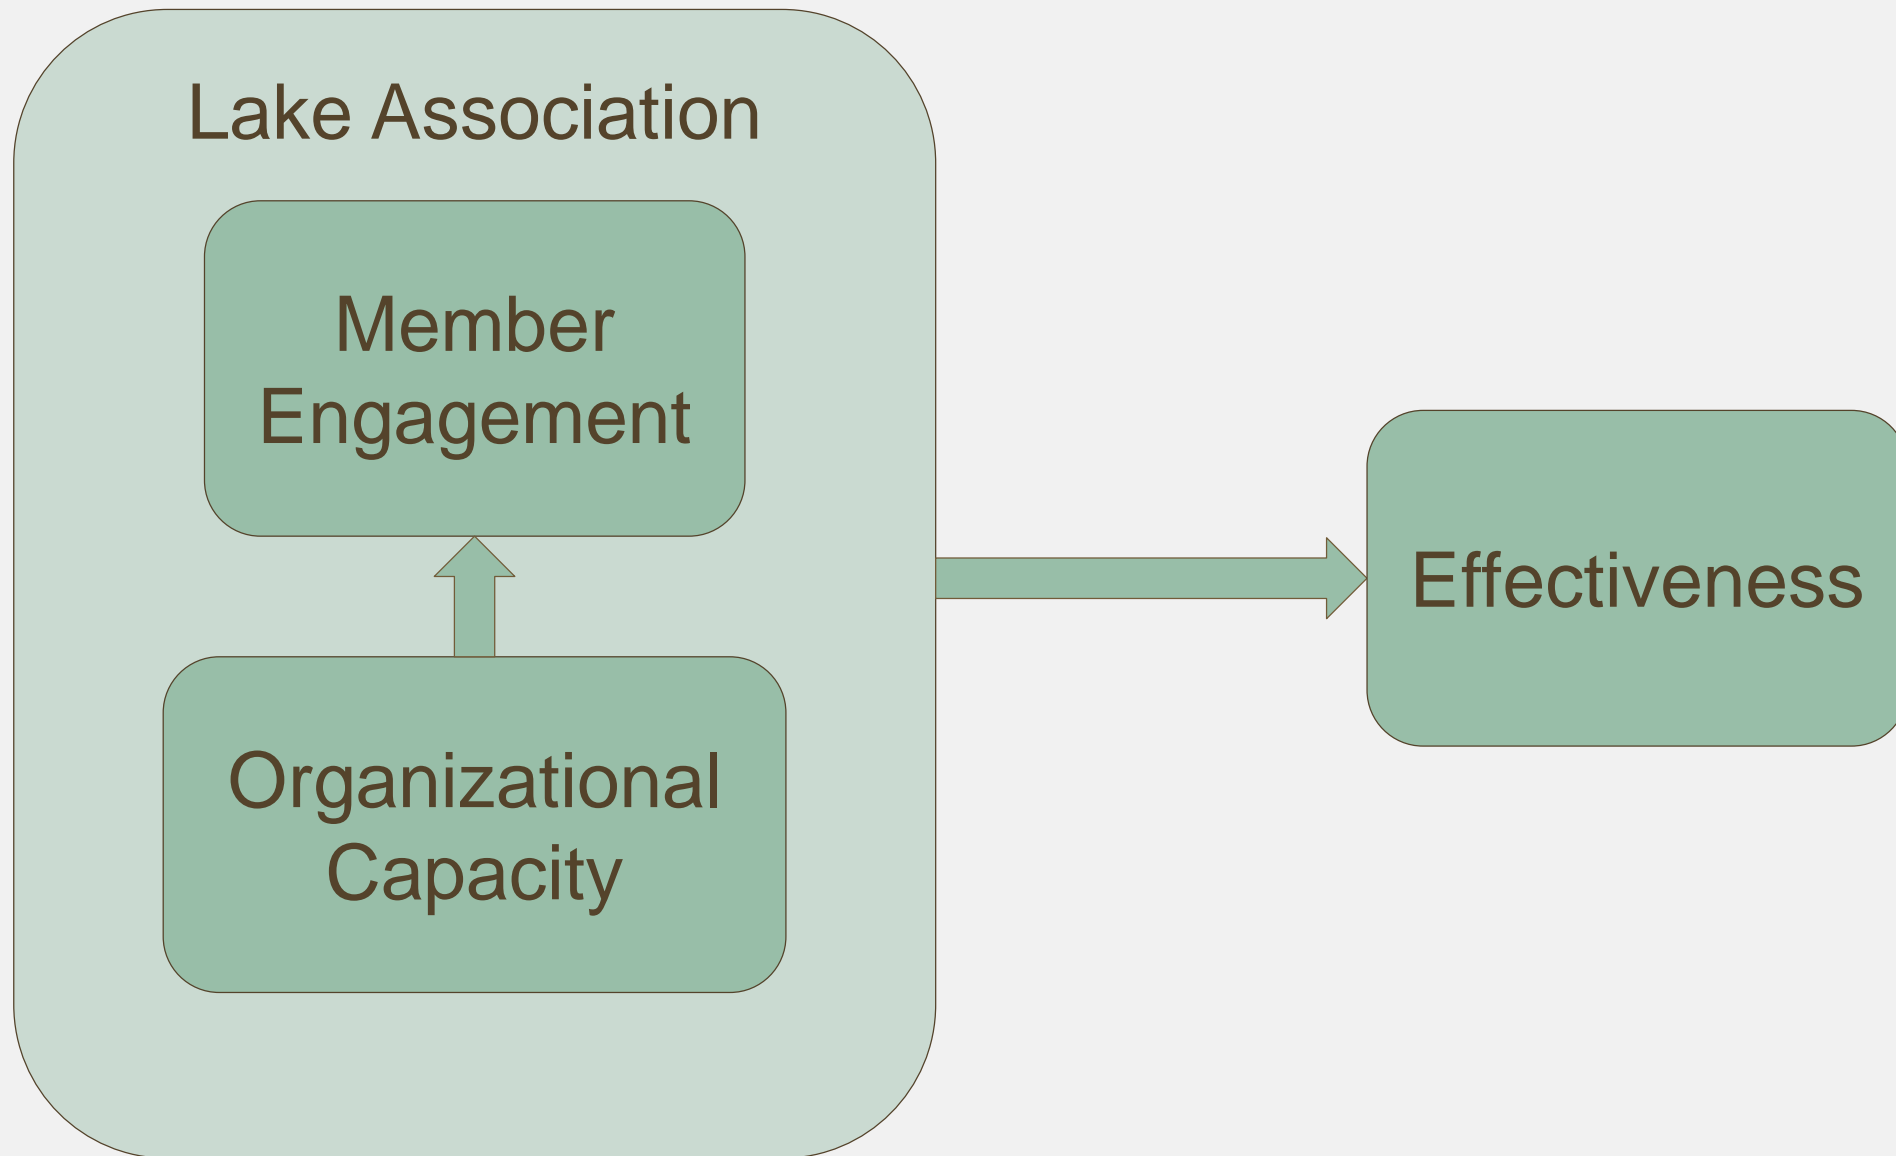 Lake Association
Member
Engagement
Organizational
Capacity
Effectiveness